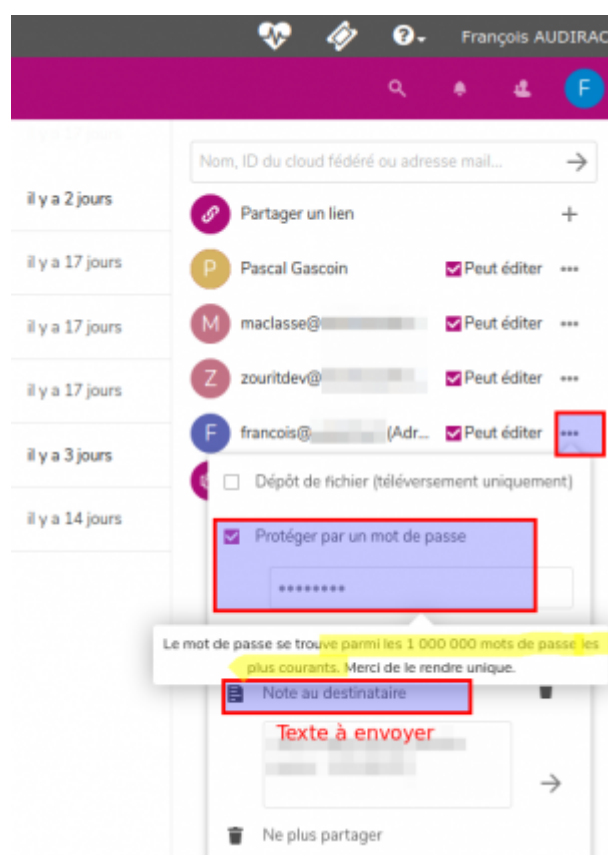 François AUDIRAC
F
Nom, ID du cloud fédéré ou adresse mail...
il y a 2 jours
Partager un lien
il y a 17 jours
P Pascal Gascoin Peut éditer
il y a 17 jours
M maclasse@ Peut éditer
il y a 17 jours
Z zouritdev@ Peut éditer
F francois@ (Adr... Peut éditer
il y a 3 jours
Dépôt de fichier (téléversement uniquement)
il y a 14 jours
Protéger par un mot de passe
••••••••
Le mot de passe se trouve parmi les 1 000 000 mots de passe les
plus courants. Merci de le rendre unique.
Note au destinataire
Texte à envoyer
Ne plus partager